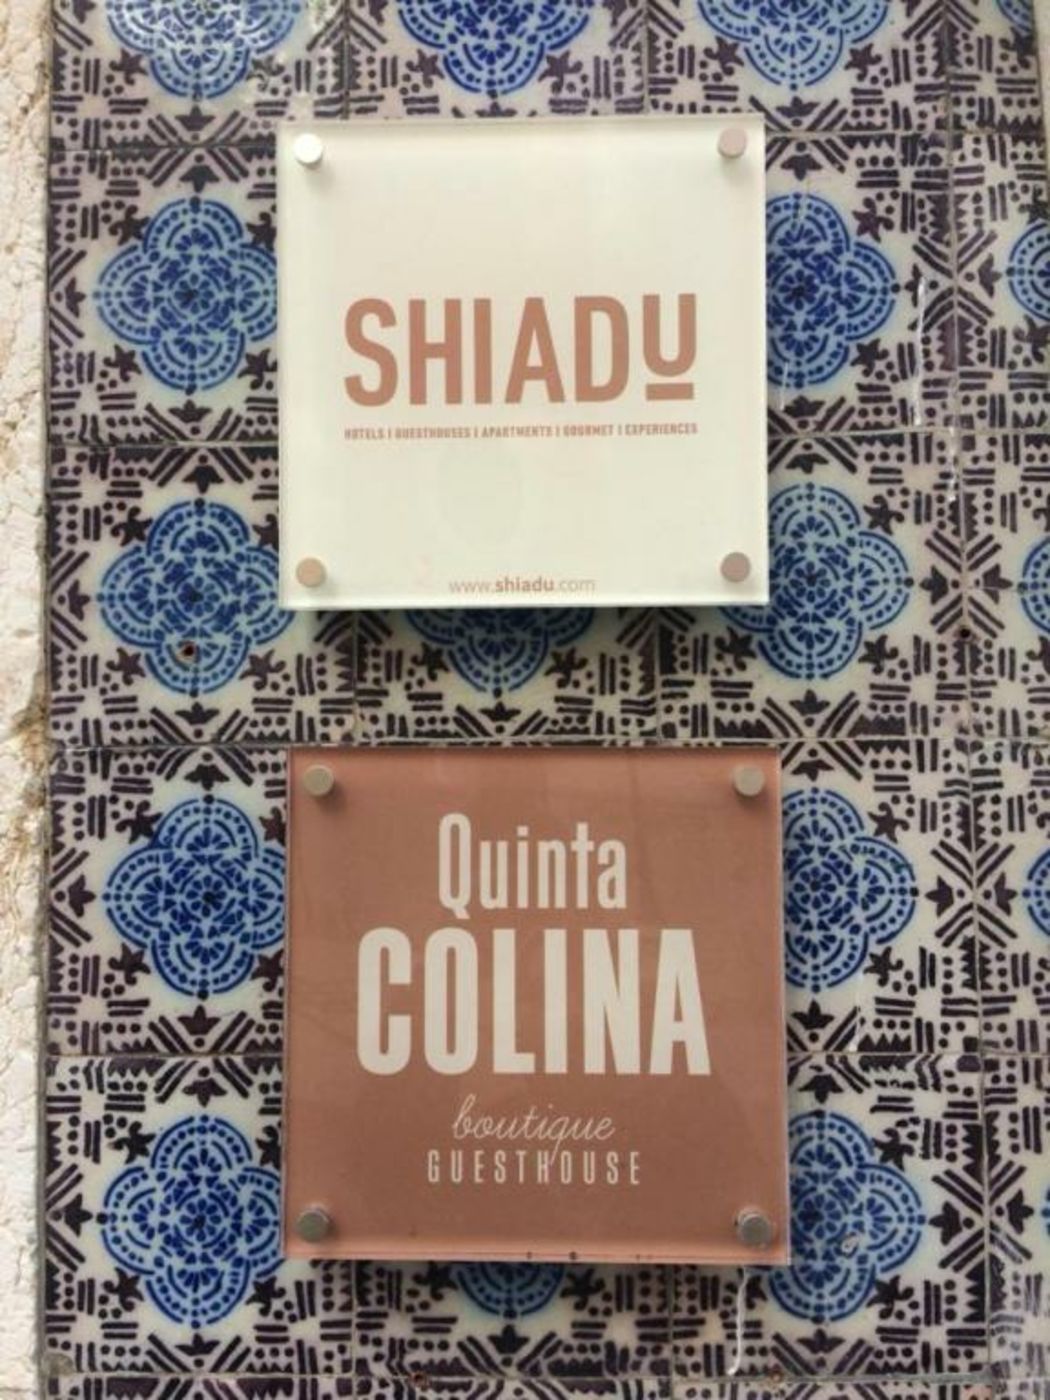 SHIADU
HOTELS | GUESTHOUSES | APARTMENTS | GOURMET | EXPERIENCES
www.shiadu.com
Quinta
COLINA
boutique
GUESTHOUSE